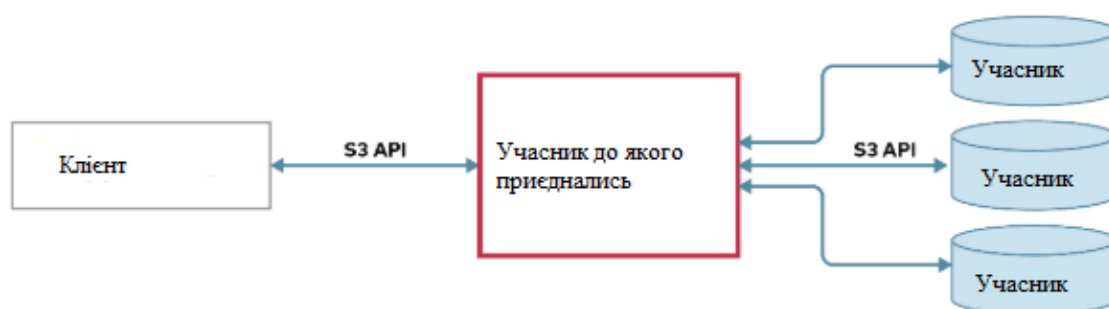 Клієнт
S3 API
Учасник до якого
приєднались
S3 API
Учасник
Учасник
Учасник